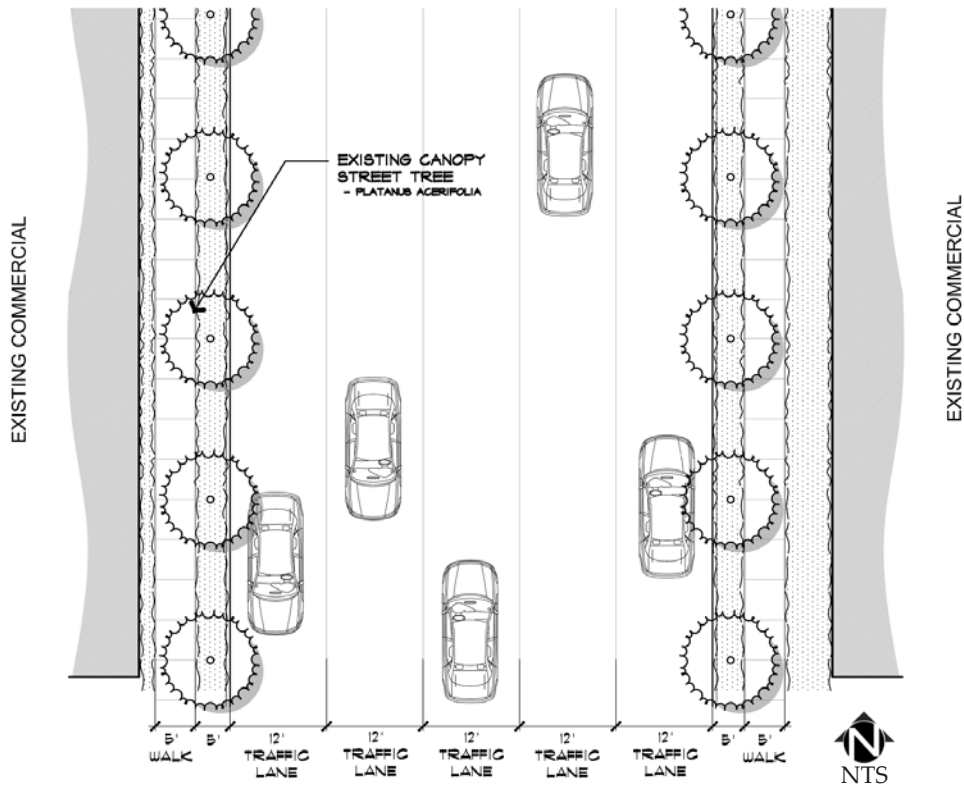 EXISTING CANOPY
STREET TREE
- PLATANUS ACERIFOLIA
EXISTING COMMERCIAL
EXISTING COMMERCIAL
5'
WALK
5'
12'
TRAFFIC
LANE
12'
TRAFFIC
LANE
12'
TRAFFIC
LANE
12'
TRAFFIC
LANE
12'
TRAFFIC
LANE
5'
5'
WALK
N
NTS